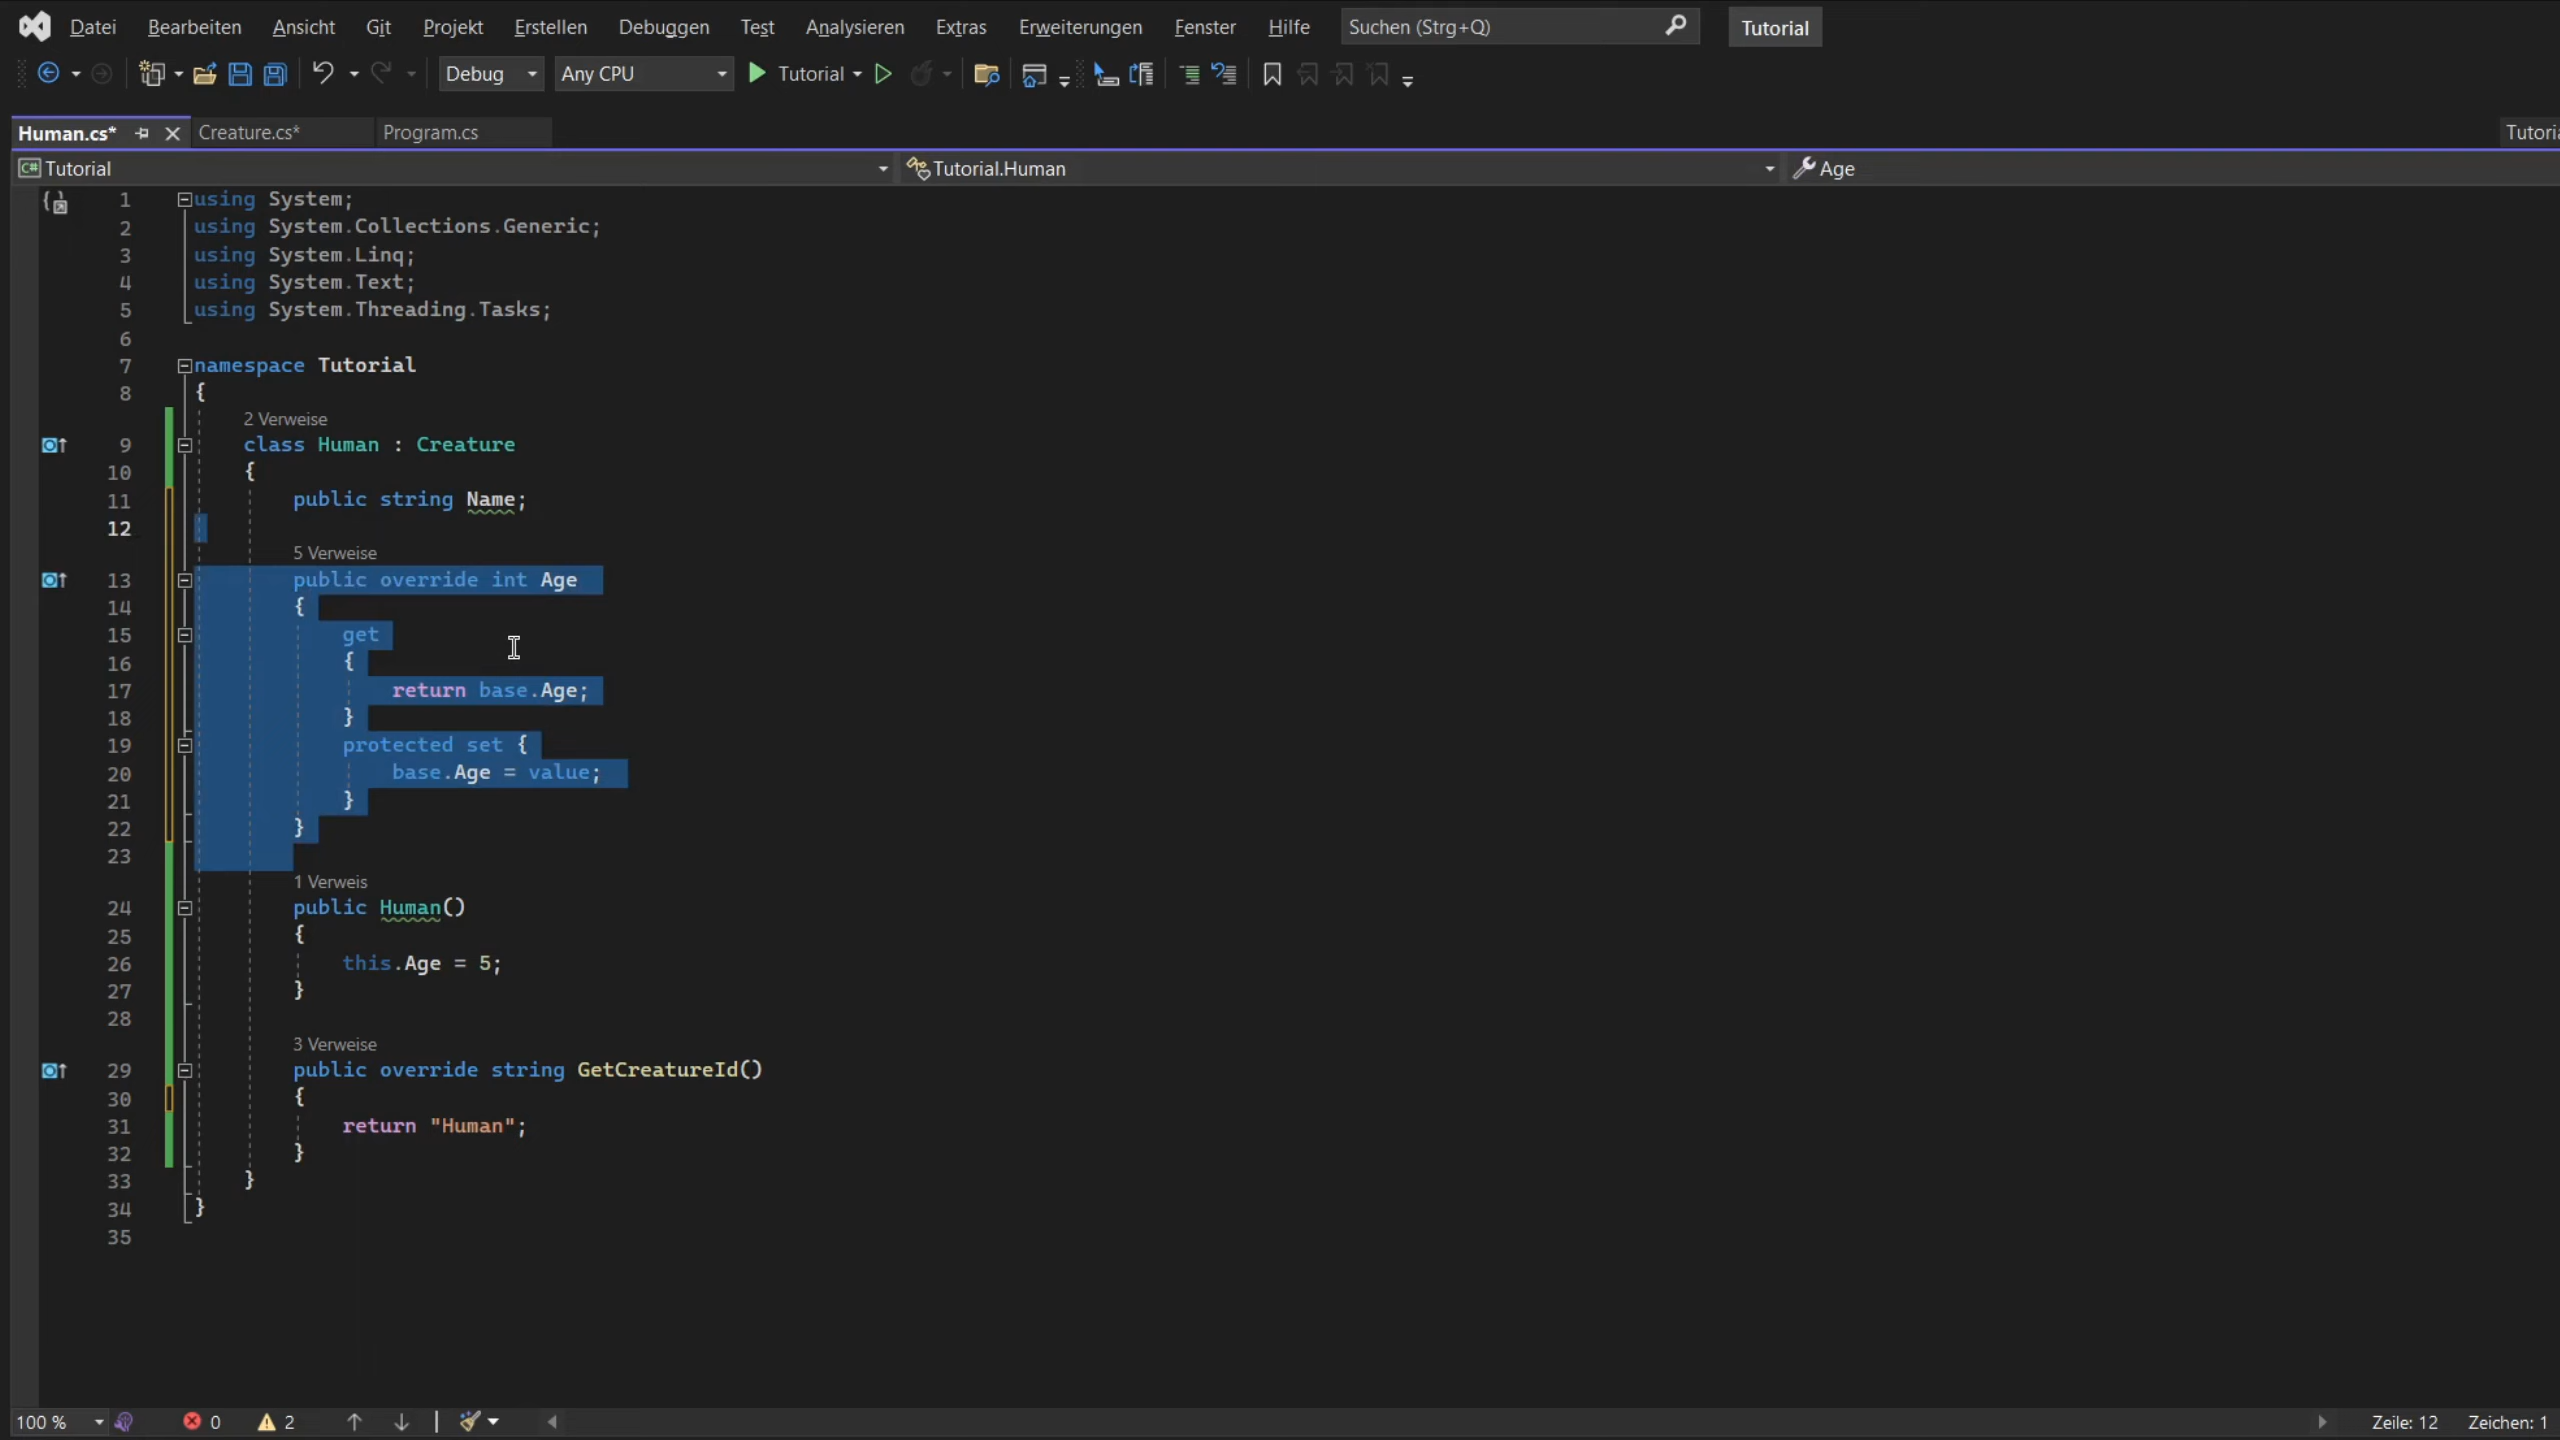 Datei Bearbeiten Ansicht Git Projekt Erstellen Debuggen Test Analysieren Extras Erweiterungen Fenster Hilfe Suchen (Strg+Q) Tutorial
Debug Any CPU Tutorial
Human.cs* Creature.cs* Program.cs Tutoria
C# Tutorial Tutorial.Human Age
1 using System;
2 using System.Collections.Generic;
3 using System.Linq;
4 using System.Text;
5 using System.Threading.Tasks;
6
7 namespace Tutorial
8 {
2 Verweise
9 class Human : Creature
10 {
11 public string Name;
12
5 Verweise
13 public override int Age
14 {
15 get
16 {
17 return base.Age;
18 }
19 protected set {
20 base.Age = value;
21 }
22 }
23
1 Verweis
24 public Human()
25 {
26 this.Age = 5;
27 }
28
3 Verweise
29 public override string GetCreatureId()
30 {
31 return "Human";
32 }
33 }
34 }
35
100 % 0 2 Zeile: 12 Zeichen: 1